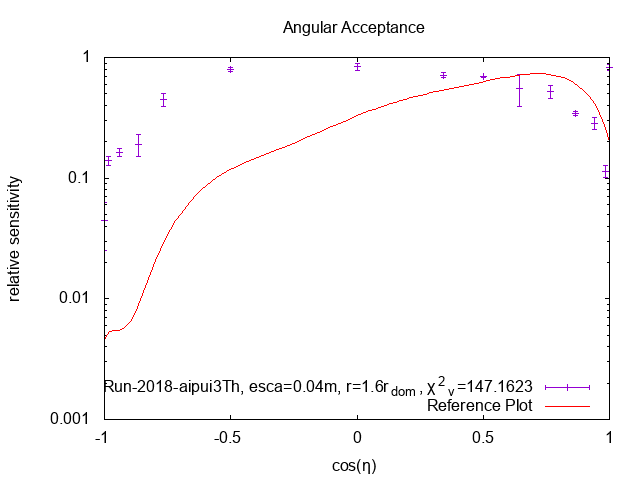 Angular Acceptance
1
0.1
0.01
0.001
relative sensitivity
Run-2018-aipui3Th, esca=0.04m, r=1.6r_dom, χ²_ν=147.1623
Reference Plot
-1 -0.5 0 0.5 1
cos(η)